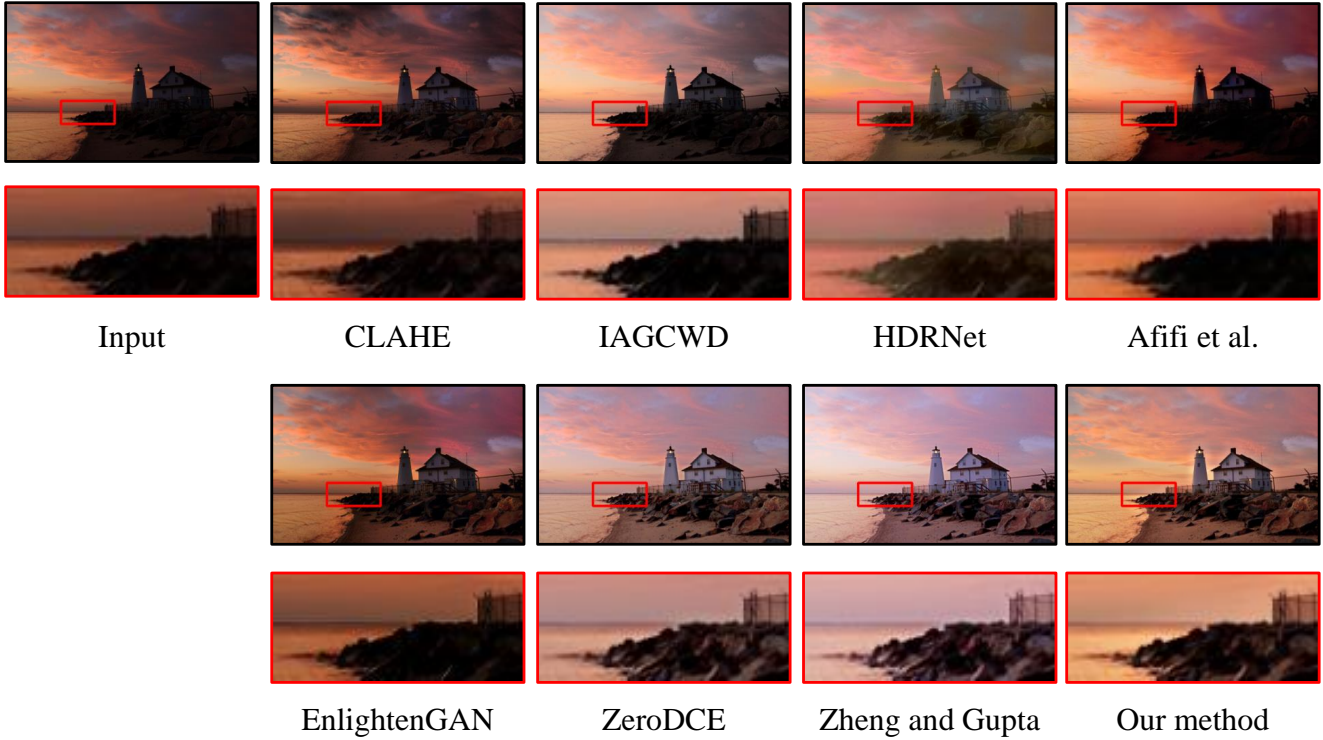 Input CLAHE IAGCWD HDRNet Afifi et al.
EnlightenGAN ZeroDCE Zheng and Gupta Our method